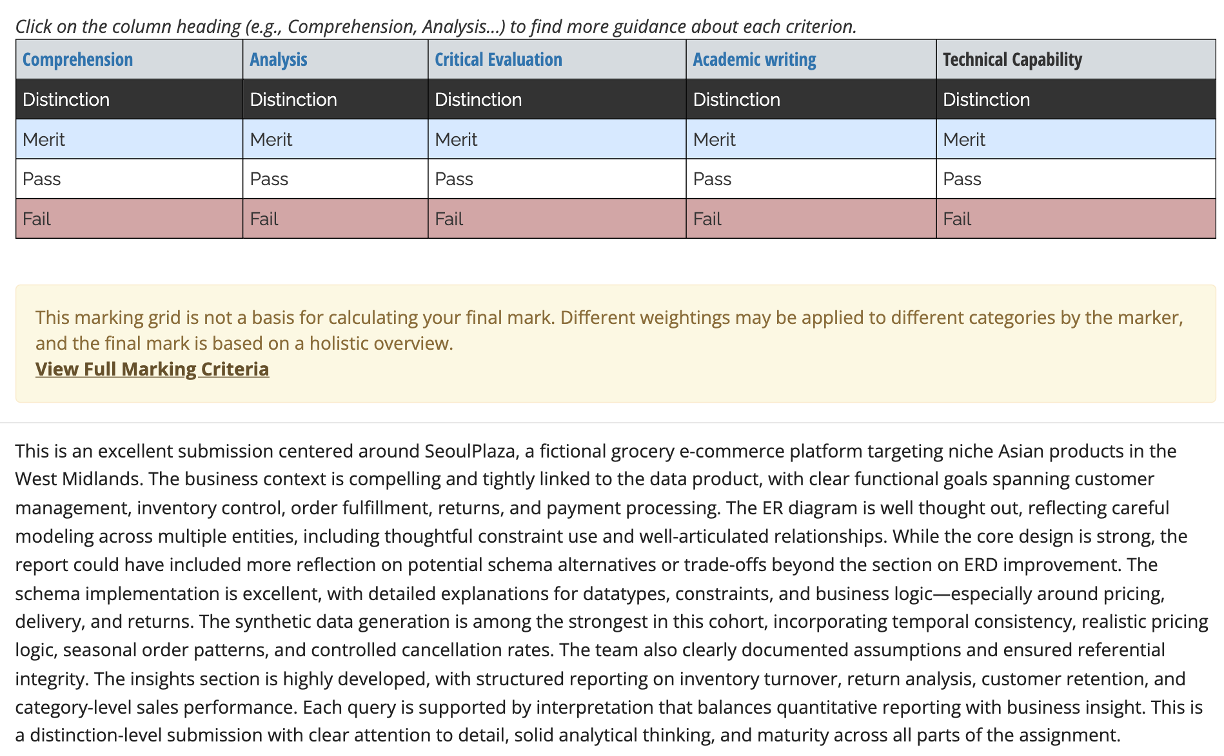 Click on the column heading (e.g., Comprehension, Analysis...) to find more guidance about each criterion.
Comprehension Analysis Critical Evaluation Academic writing Technical Capability
Distinction Distinction Distinction Distinction Distinction
Merit Merit Merit Merit Merit
Pass Pass Pass Pass Pass
Fail Fail Fail Fail Fail
This marking grid is not a basis for calculating your final mark. Different weightings may be applied to different categories by the marker,
and the final mark is based on a holistic overview.
View Full Marking Criteria
This is an excellent submission centered around SeoulPlaza, a fictional grocery e-commerce platform targeting niche Asian products in the
West Midlands. The business context is compelling and tightly linked to the data product, with clear functional goals spanning customer
management, inventory control, order fulfillment, returns, and payment processing. The ER diagram is well thought out, reflecting careful
modeling across multiple entities, including thoughtful constraint use and well-articulated relationships. While the core design is strong, the
report could have included more reflection on potential schema alternatives or trade-offs beyond the section on ERD improvement. The
schema implementation is excellent, with detailed explanations for datatypes, constraints, and business logic—especially around pricing,
delivery, and returns. The synthetic data generation is among the strongest in this cohort, incorporating temporal consistency, realistic pricing
logic, seasonal order patterns, and controlled cancellation rates. The team also clearly documented assumptions and ensured referential
integrity. The insights section is highly developed, with structured reporting on inventory turnover, return analysis, customer retention, and
category-level sales performance. Each query is supported by interpretation that balances quantitative reporting with business insight. This is
a distinction-level submission with clear attention to detail, solid analytical thinking, and maturity across all parts of the assignment.